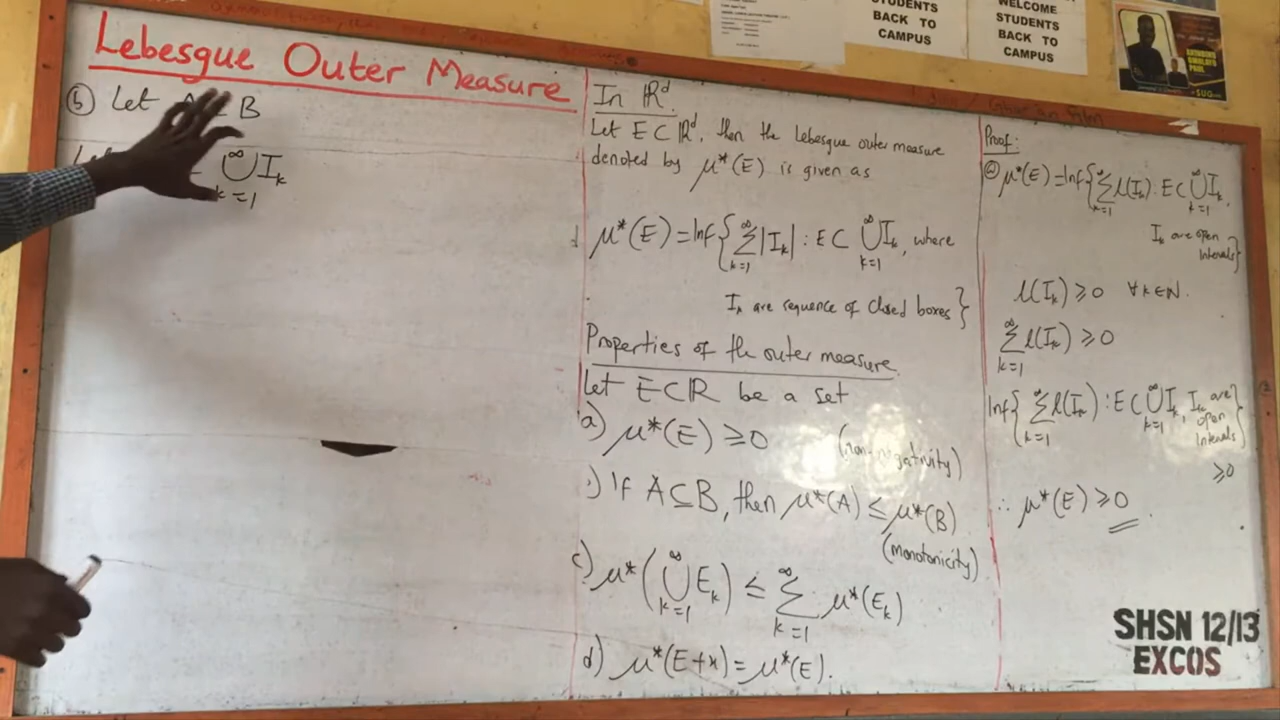 Lebesgue Outer Measure
(b) Let A ⊆ B
∞
⋃ I_k
k=1
In ℝᵈ.
Let E⊂ℝᵈ, then the Lebesgue outer measure
denoted by μ*(E) is given as
μ*(E)=Inf{∑_{k=1}^∞ |I_k| : E⊂ ⋃_{k=1}^∞ I_k, where
I_k are sequence of closed boxes}
Properties of the outer measure
Let E⊂ℝ be a set
a) μ*(E) ≥0 (non-negativity)
) If A⊆B, then μ*(A) ≤ μ*(B)
(monotonicity)
c) μ*(⋃_{k=1}^∞ E_k) ≤ ∑_{k=1}^∞ μ*(E_k)
d) μ*(E+x)=μ*(E).
Proof:
(a) μ*(E)=Inf{∑_{k=1}^∞ l(I_k) : E⊂ ⋃_{k=1}^∞ I_k,
I_k are open
Intervals}
l(I_k) ≥0 ∀k∈ℕ.
∑_{k=1}^∞ l(I_k) ≥0
Inf{∑_{k=1}^∞ l(I_k) : E⊂ ⋃_{k=1}^∞ I_k, I_k are
open
Intervals}
≥0
∴ μ*(E) ≥0.
SHSN 12/13
EXCOS
STUDENTS
BACK TO
CAMPUS
WELCOME
STUDENTS
BACK TO
CAMPUS
SUG